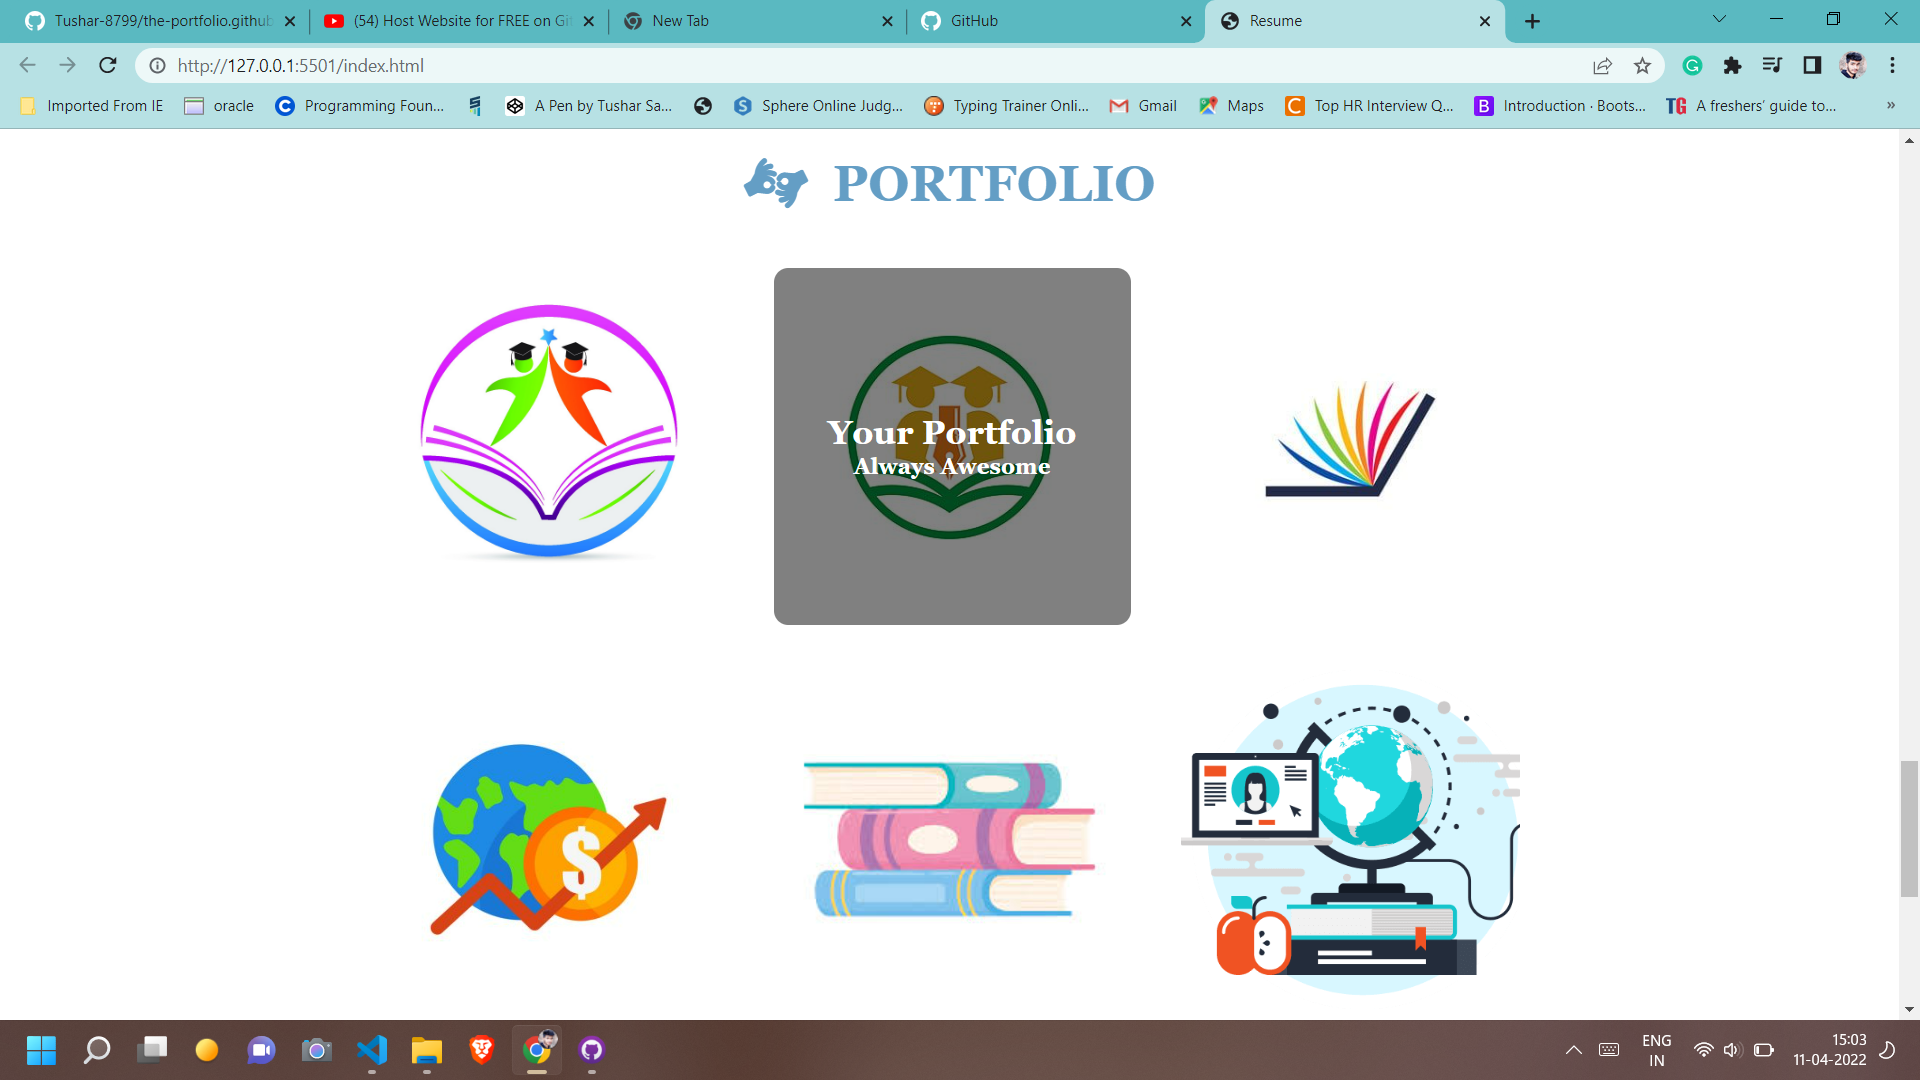 Tushar-8799/the-portfolio.github
(54) Host Website for FREE on Git
New Tab
GitHub
Resume
http://127.0.0.1:5501/index.html
Imported From IE
oracle
Programming Foun...
A Pen by Tushar Sa...
Sphere Online Judg...
Typing Trainer Onli...
Gmail
Maps
Top HR Interview Q...
Introduction · Boots...
A freshers' guide to...
»
PORTFOLIO
Your Portfolio
Always Awesome
$
ENG
IN
15:03
11-04-2022